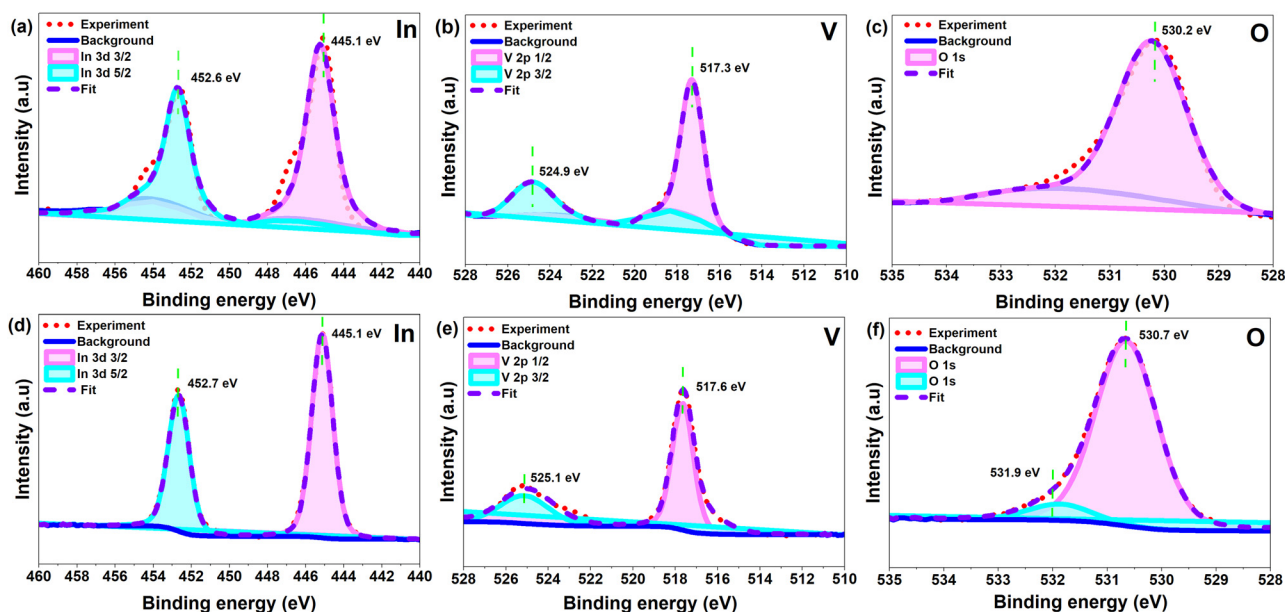 (a)
Experiment
Background
In 3d 3/2
In 3d 5/2
Fit
452.6 eV
445.1 eV
In
Intensity (a.u)
460 458 456 454 452 450 448 446 444 442 440
Binding energy (eV)
(b)
Experiment
Background
V 2p 1/2
V 2p 3/2
Fit
524.9 eV
517.3 eV
V
Intensity (a.u)
528 526 524 522 520 518 516 514 512 510
Binding energy (eV)
(c)
Experiment
Background
O 1s
Fit
530.2 eV
O
Intensity (a.u)
535 534 533 532 531 530 529 528
Binding energy (eV)
(d)
Experiment
Background
In 3d 3/2
In 3d 5/2
Fit
452.7 eV
445.1 eV
In
Intensity (a.u)
460 458 456 454 452 450 448 446 444 442 440
Binding energy (eV)
(e)
Experiment
Background
V 2p 1/2
V 2p 3/2
Fit
525.1 eV
517.6 eV
V
Intensity (a.u)
528 526 524 522 520 518 516 514 512 510
Binding energy (eV)
(f)
Experiment
Background
O 1s
O 1s
Fit
531.9 eV
530.7 eV
O
Intensity (a.u)
535 534 533 532 531 530 529 528
Binding energy (eV)